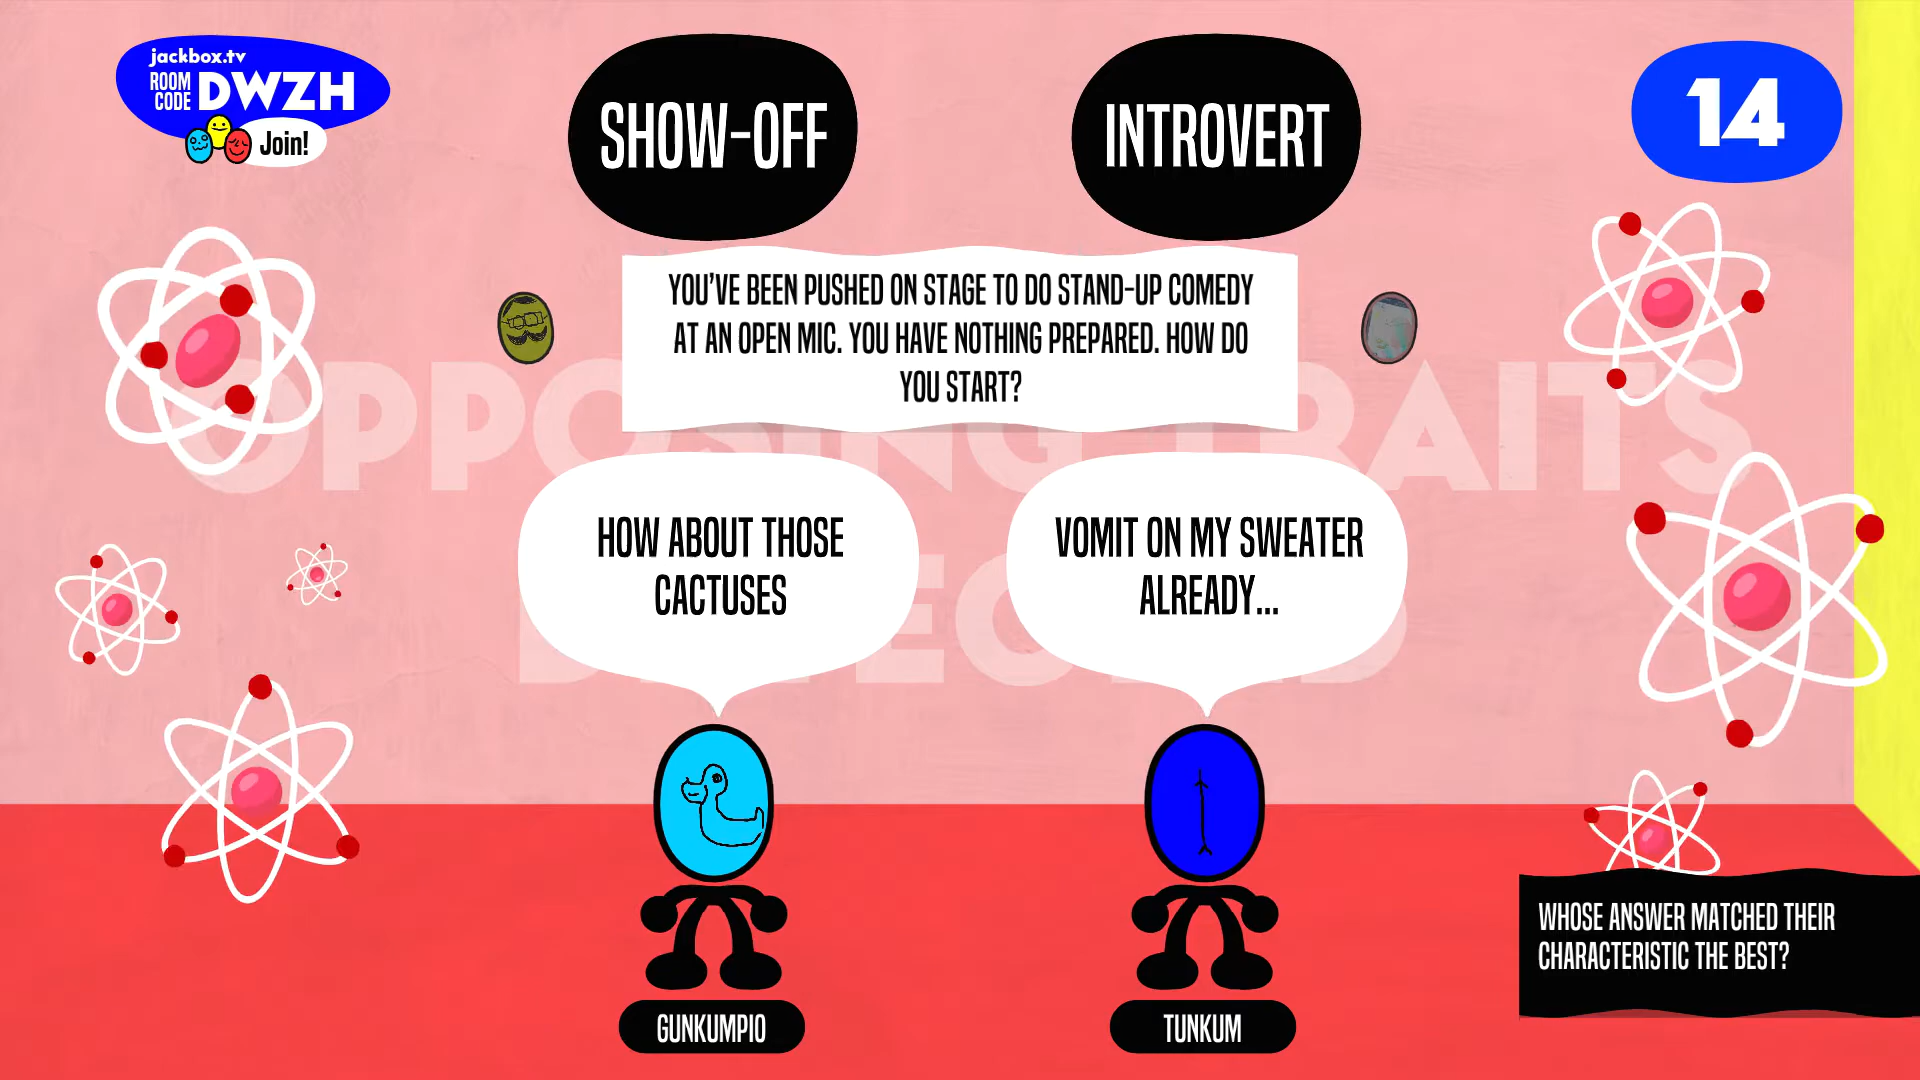 jackbox.tv
ROOM CODE DWZH
Join!
SHOW-OFF
INTROVERT
14
YOU'VE BEEN PUSHED ON STAGE TO DO STAND-UP COMEDY
AT AN OPEN MIC. YOU HAVE NOTHING PREPARED. HOW DO
YOU START?
OPPOSING TRAITS
HOW ABOUT THOSE
CACTUSES
VOMIT ON MY SWEATER
ALREADY...
WHOSE ANSWER MATCHED THEIR
CHARACTERISTIC THE BEST?
GUNKUMPIO
TUNKUM